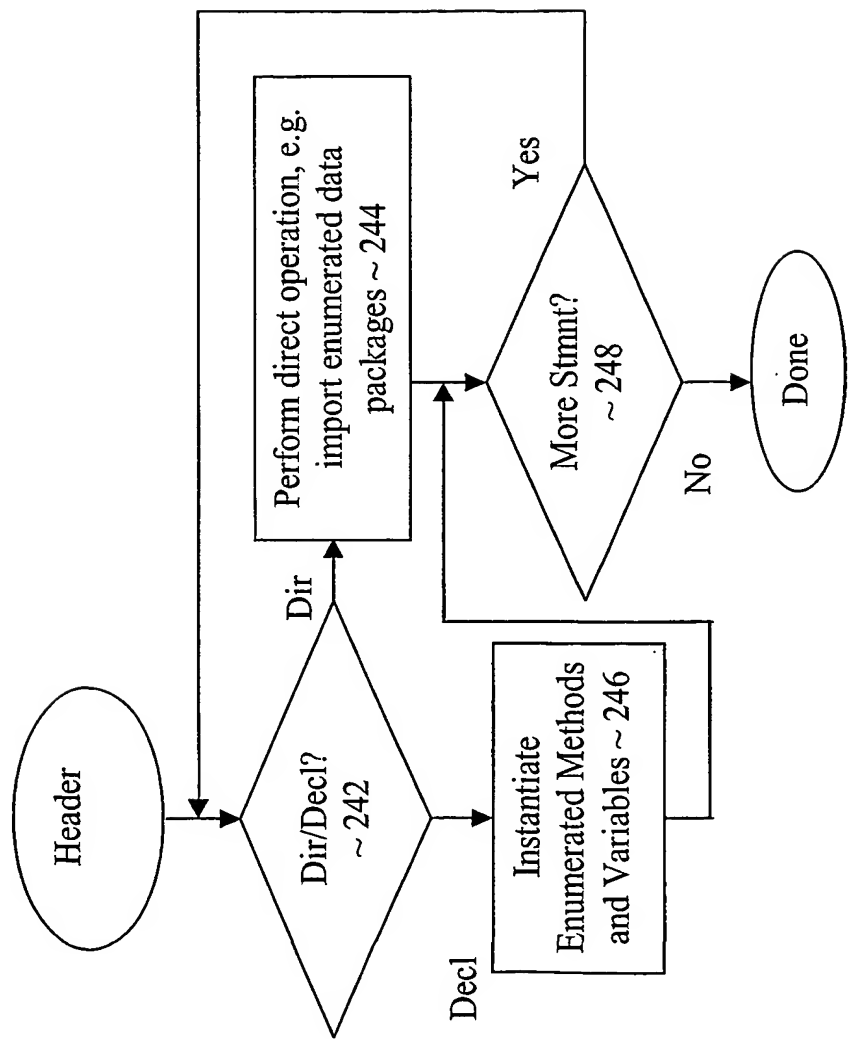 Header
Dir/Decl?
~ 242
Dir
Perform direct operation, e.g.
import enumerated data
packages ~ 244
Decl
Instantiate
Enumerated Methods
and Variables ~ 246
More Stmnt?
~ 248
Yes
No
Done